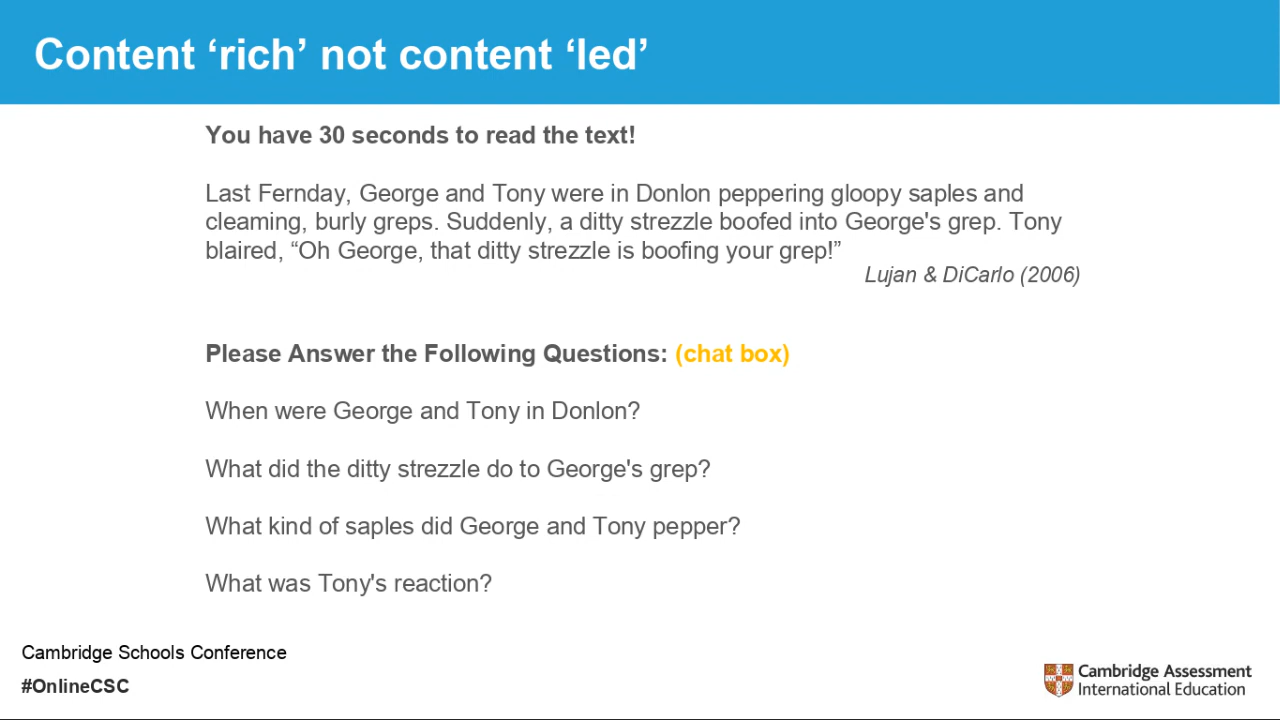 Content ‘rich’ not content ‘led’
You have 30 seconds to read the text!
Last Fernday, George and Tony were in Donlon peppering gloopy saples and
cleaming, burly greps. Suddenly, a ditty strezzle boofed into George's grep. Tony
blaired, “Oh George, that ditty strezzle is boofing your grep!”
Lujan & DiCarlo (2006)
Please Answer the Following Questions: (chat box)
When were George and Tony in Donlon?
What did the ditty strezzle do to George's grep?
What kind of saples did George and Tony pepper?
What was Tony's reaction?
Cambridge Schools Conference
#OnlineCSC
Cambridge Assessment
International Education